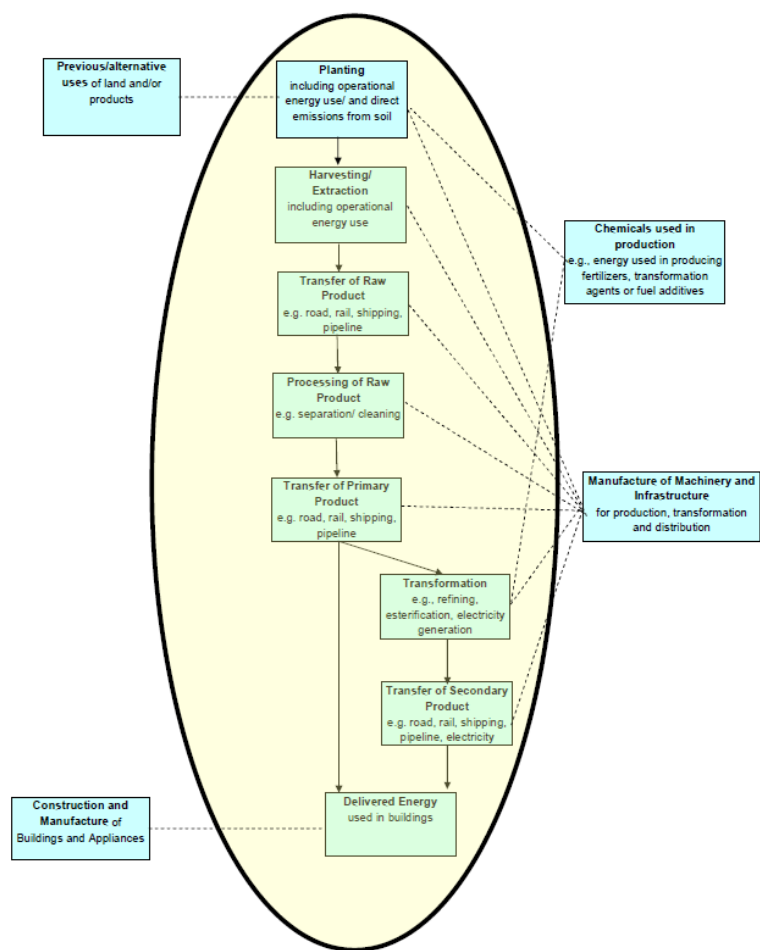 Previous/alternative
uses of land and/or
products
Planting
including operational
energy use/ and direct
emissions from soil
Harvesting/
Extraction
including operational
energy use
Chemicals used in
production
e.g., energy used in producing
fertilizers, transformation
agents or fuel additives
Transfer of Raw
Product
e.g. road, rail, shipping,
pipeline
Processing of Raw
Product
e.g. separation/ cleaning
Transfer of Primary
Product
e.g. road, rail, shipping,
pipeline
Manufacture of Machinery and
Infrastructure
for production, transformation
and distribution
Transformation
e.g., refining,
esterification, electricity
generation
Transfer of Secondary
Product
e.g. road, rail, shipping,
pipeline, electricity
Delivered Energy
used in buildings
Construction and
Manufacture of
Buildings and Appliances